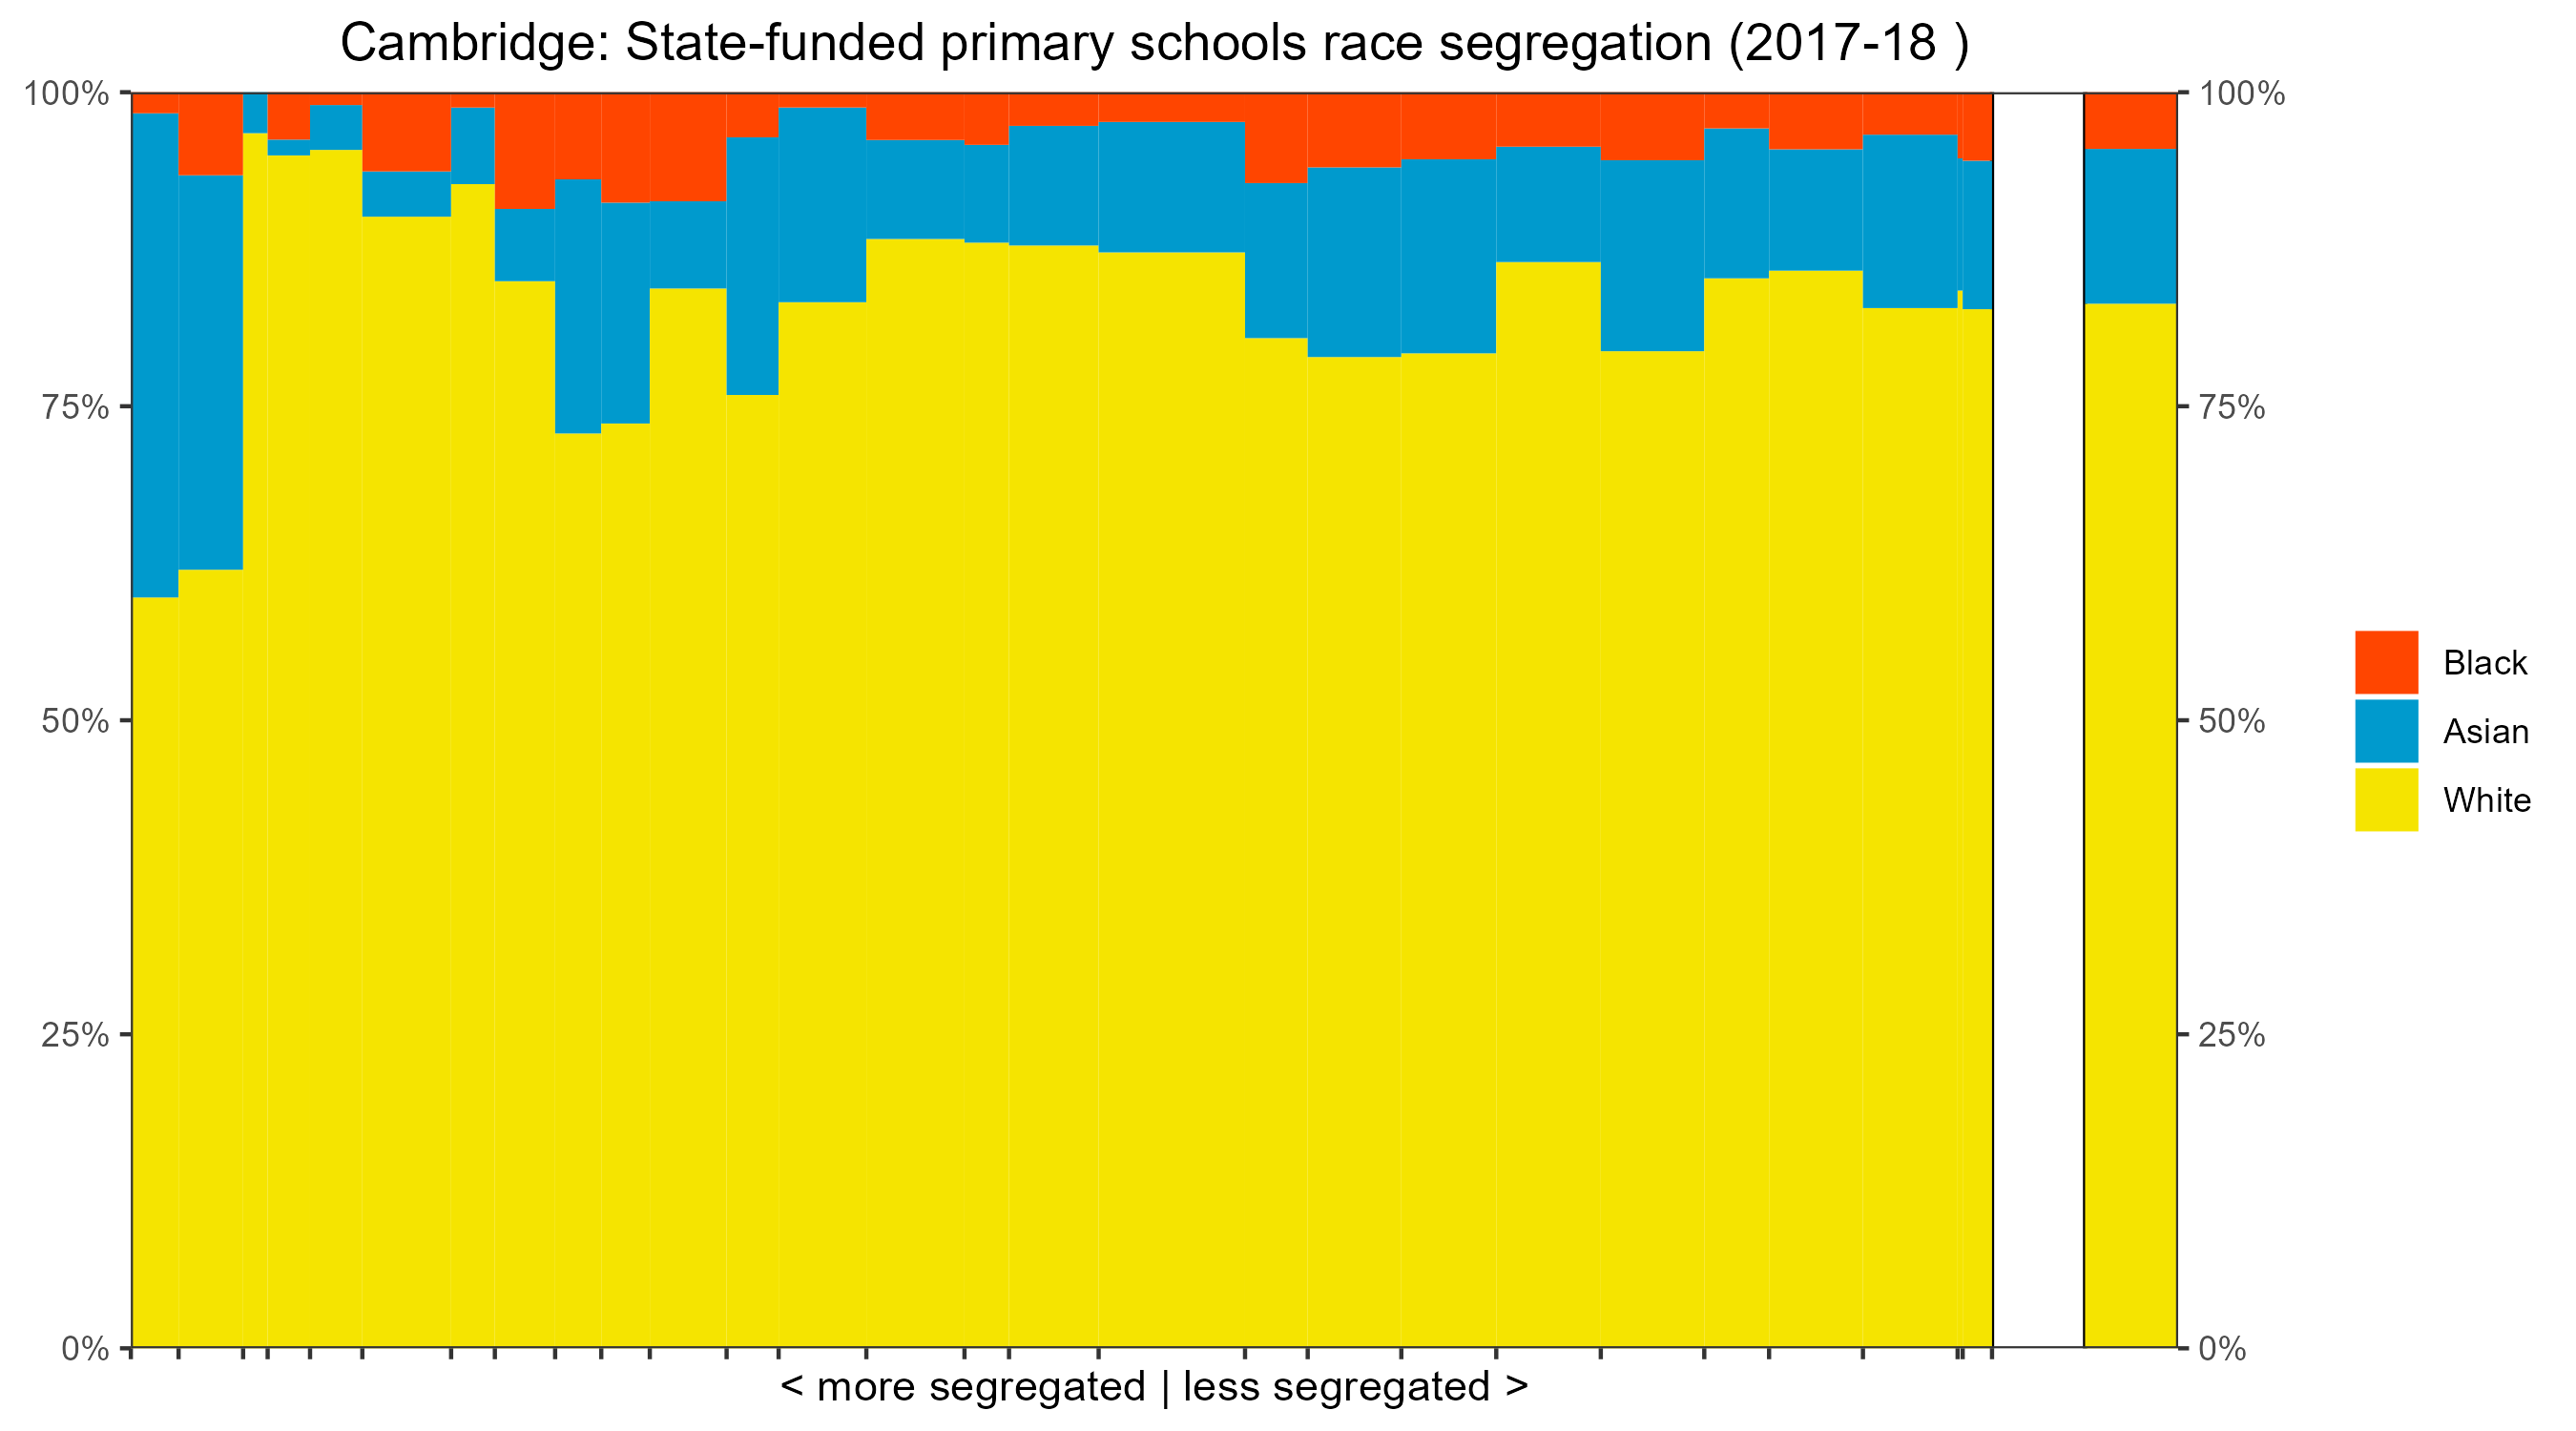 Cambridge: State-funded primary schools race segregation (2017-18 )
100%
75%
50%
25%
0%
100%
75%
50%
25%
0%
Black
Asian
White
< more segregated | less segregated >